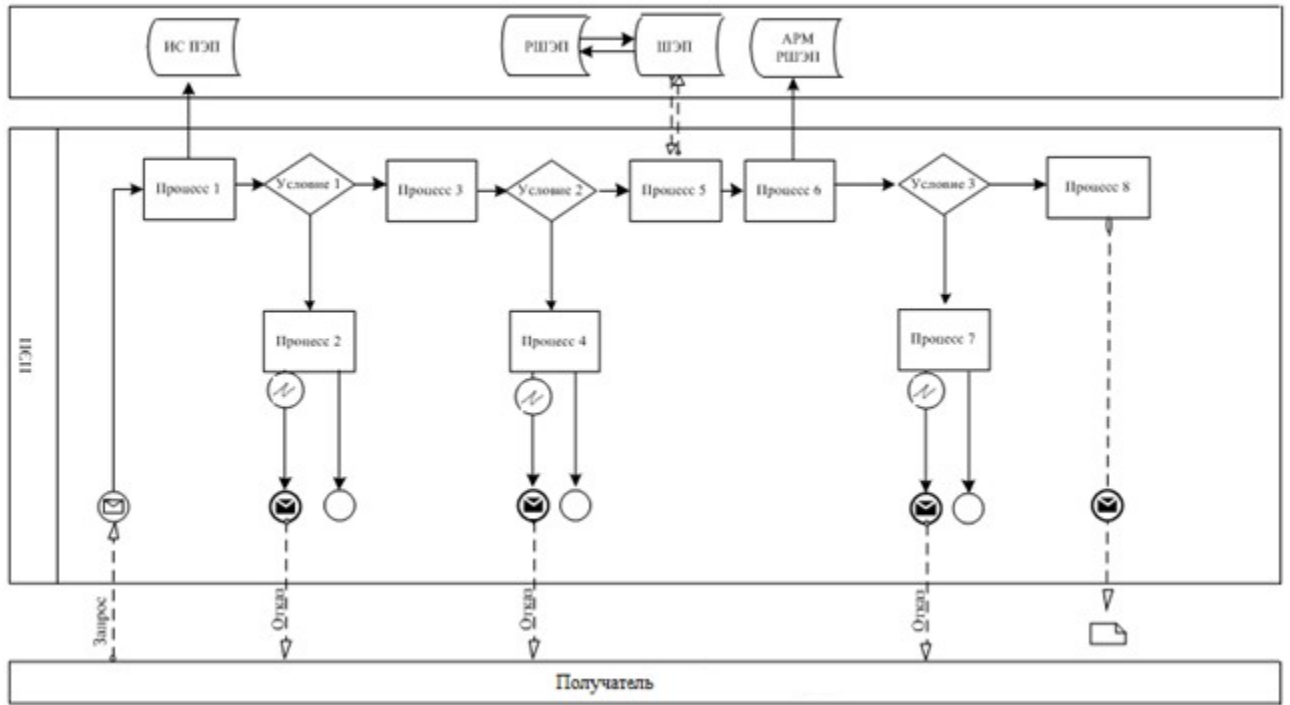 ИС ПЭП
РШЭП
ШЭП
АРМ
РШЭП
Процесс 1
Условие 1
Процесс 3
Условие 2
Процесс 5
Процесс 6
Условие 3
Процесс 8
Процесс 2
Процесс 4
Процесс 7
ПЭП
Запрос
Отказ
Отказ
Отказ
Получатель